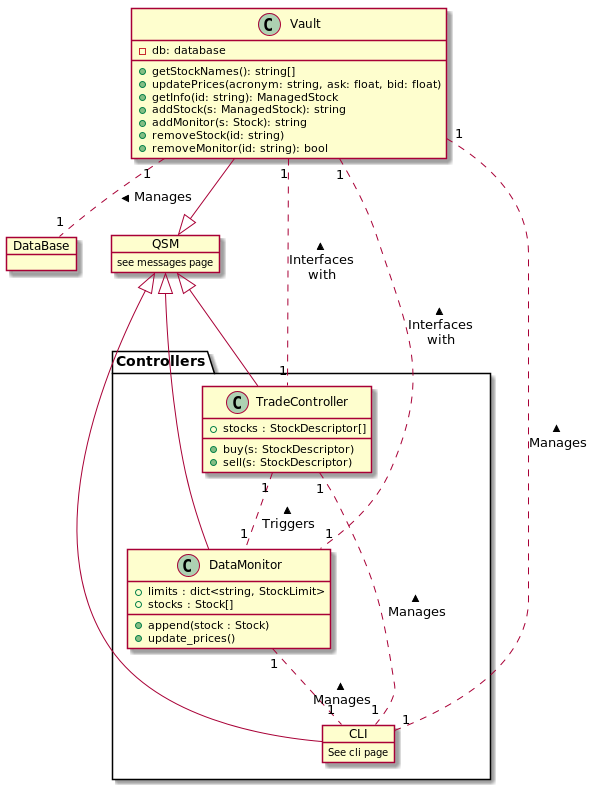 C Vault
db: database
getStockNames(): string[]
updatePrices(acronym: string, ask: float, bid: float)
getInfo(id: string): ManagedStock
addStock(s: ManagedStock): string
addMonitor(s: Stock): string
removeStock(id: string)
removeMonitor(id: string): bool
1
1
1
1
1
◄ Manages
DataBase
QSM
see messages page
▲
Interfaces
with
▲
Interfaces
with
Controllers
1
C TradeController
stocks : StockDescriptor[]
buy(s: StockDescriptor)
sell(s: StockDescriptor)
▲
Manages
1
1
▲
Triggers
1
1
C DataMonitor
limits : dict<string, StockLimit>
stocks : Stock[]
append(stock : Stock)
update_prices()
▲
Manages
1
▲
Manages
1
1
1
CLI
See cli page